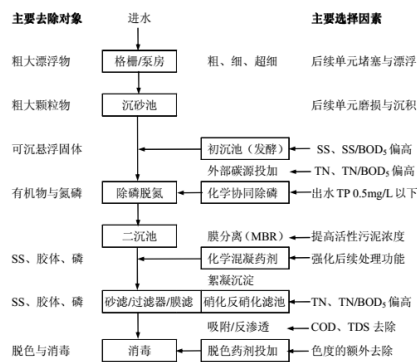 主要去除对象 进水 主要选择因素
粗大漂浮物 格栅/泵房 粗、细、超细 后续单元堵塞与漂浮
粗大颗粒物 沉砂池 后续单元磨损与沉积
可沉悬浮固体 初沉池（发酵） SS、SS/BOD₅ 偏高
外部碳源投加 TN、TN/BOD₅ 偏高
有机物与氮磷 除磷脱氮 化学协同除磷 出水 TP 0.5mg/L 以下
二沉池 膜分离（MBR） 提高活性污泥浓度
SS、胶体、磷 化学混凝药剂 强化后续处理功能
絮凝沉淀
SS、胶体、磷 砂滤/过滤器/膜滤 硝化反硝化滤池 TN、TN/BOD₅ 偏高
吸附/反渗透 COD、TDS 去除
脱色与消毒 消毒 脱色药剂投加 色度的额外去除